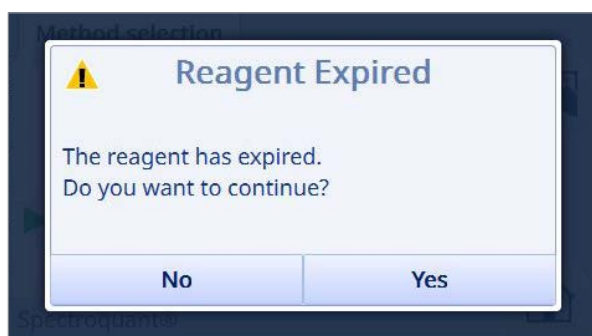 Method selection
Reagent Expired
The reagent has expired.
Do you want to continue?
No Yes
Spectroquant®